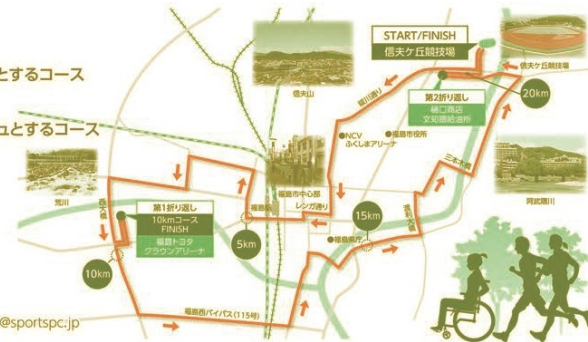 とするコース
ュとするコース
START/FINISH
信夫ケ丘競技場
信夫ケ丘競技場
20km
第2折り返し
樋口商店
文知摺給油所
信夫山
NCV
ふくしまアリーナ
福島市役所
荒川
福島市中心部
レンガ通り
福島駅
阿武隈川
第1折り返し
10kmコース
FINISH
福島トヨタ
クラウンアリーナ
5km
15km
福島県庁
10km
福島西バイパス(115号)
@sportspc.jp